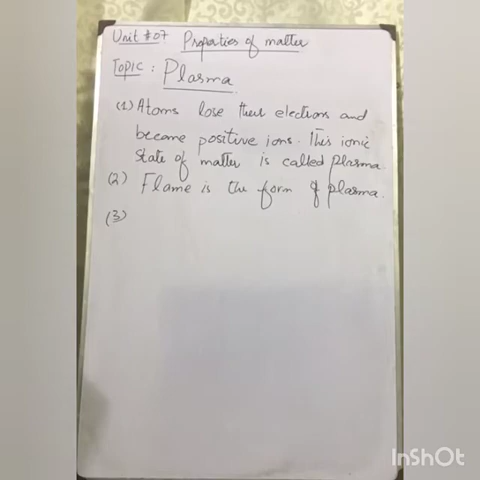 Unit #07 Properties of matter
TOPIC : Plasma
(1) Atoms lose their electrons and
became positive ions. This ionic
state of matter is called plasma.
(2) Flame is the form of plasma.
(3)
InShOt